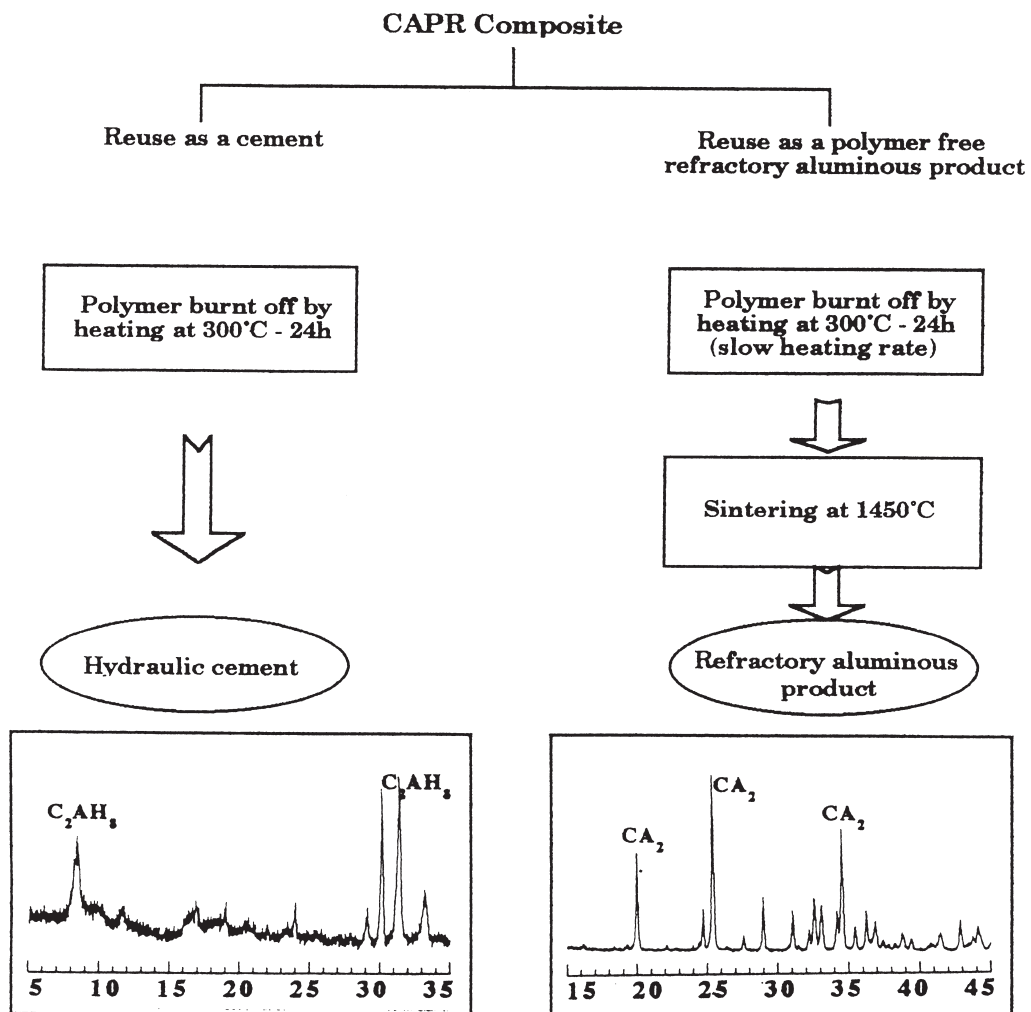 CAPR Composite
Reuse as a cement
Reuse as a polymer free
refractory aluminous product
Polymer burnt off by
heating at 300°C - 24h
Polymer burnt off by
heating at 300°C - 24h
(slow heating rate)
Sintering at 1450°C
Hydraulic cement
Refractory aluminous
product
C₂AH₈
C₂AH₈
5 10 15 20 25 30 35
CA₂
CA₂
CA₂
15 20 25 30 35 40 45